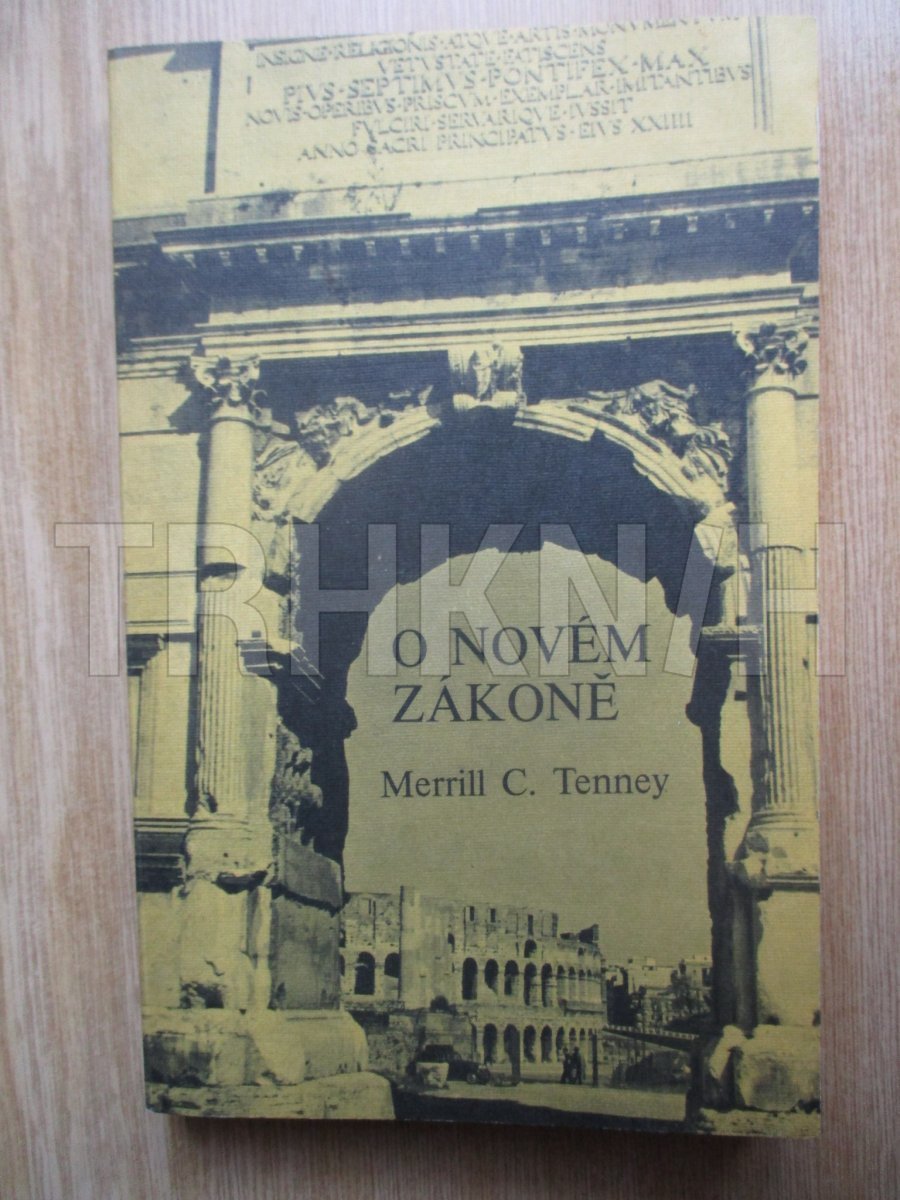 INSIGNE·RELIGIONIS·ATQVE·ARTIS·MONVMENTVM
VETVSTATE·FATISCENS
PIVS·SEPTIMVS·PONTIFEX·MAX
NOVIS·OPERIBVS·PRISCVM·EXEMPLAR·IMITANTIBVS
FVLCIRI·SERVARIQVE·IVSSIT
ANNO·SACRI·PRINCIPATVS·EIVS·XXIIII
TRHKNIH
O NOVÉM
ZÁKONĚ
Merrill C. Tenney